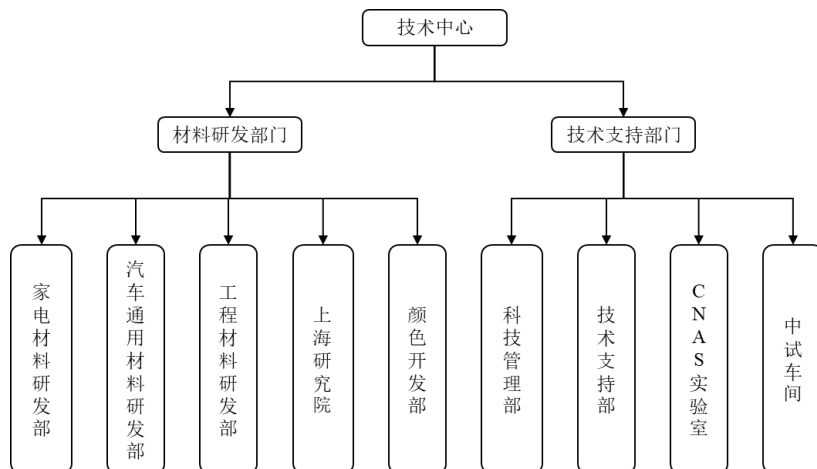 技术中心
材料研发部门
技术支持部门
家电材料研发部
汽车通用材料研发部
工程材料研发部
上海研究院
颜色开发部
科技管理部
技术支持部
CNAS实验室
中试车间